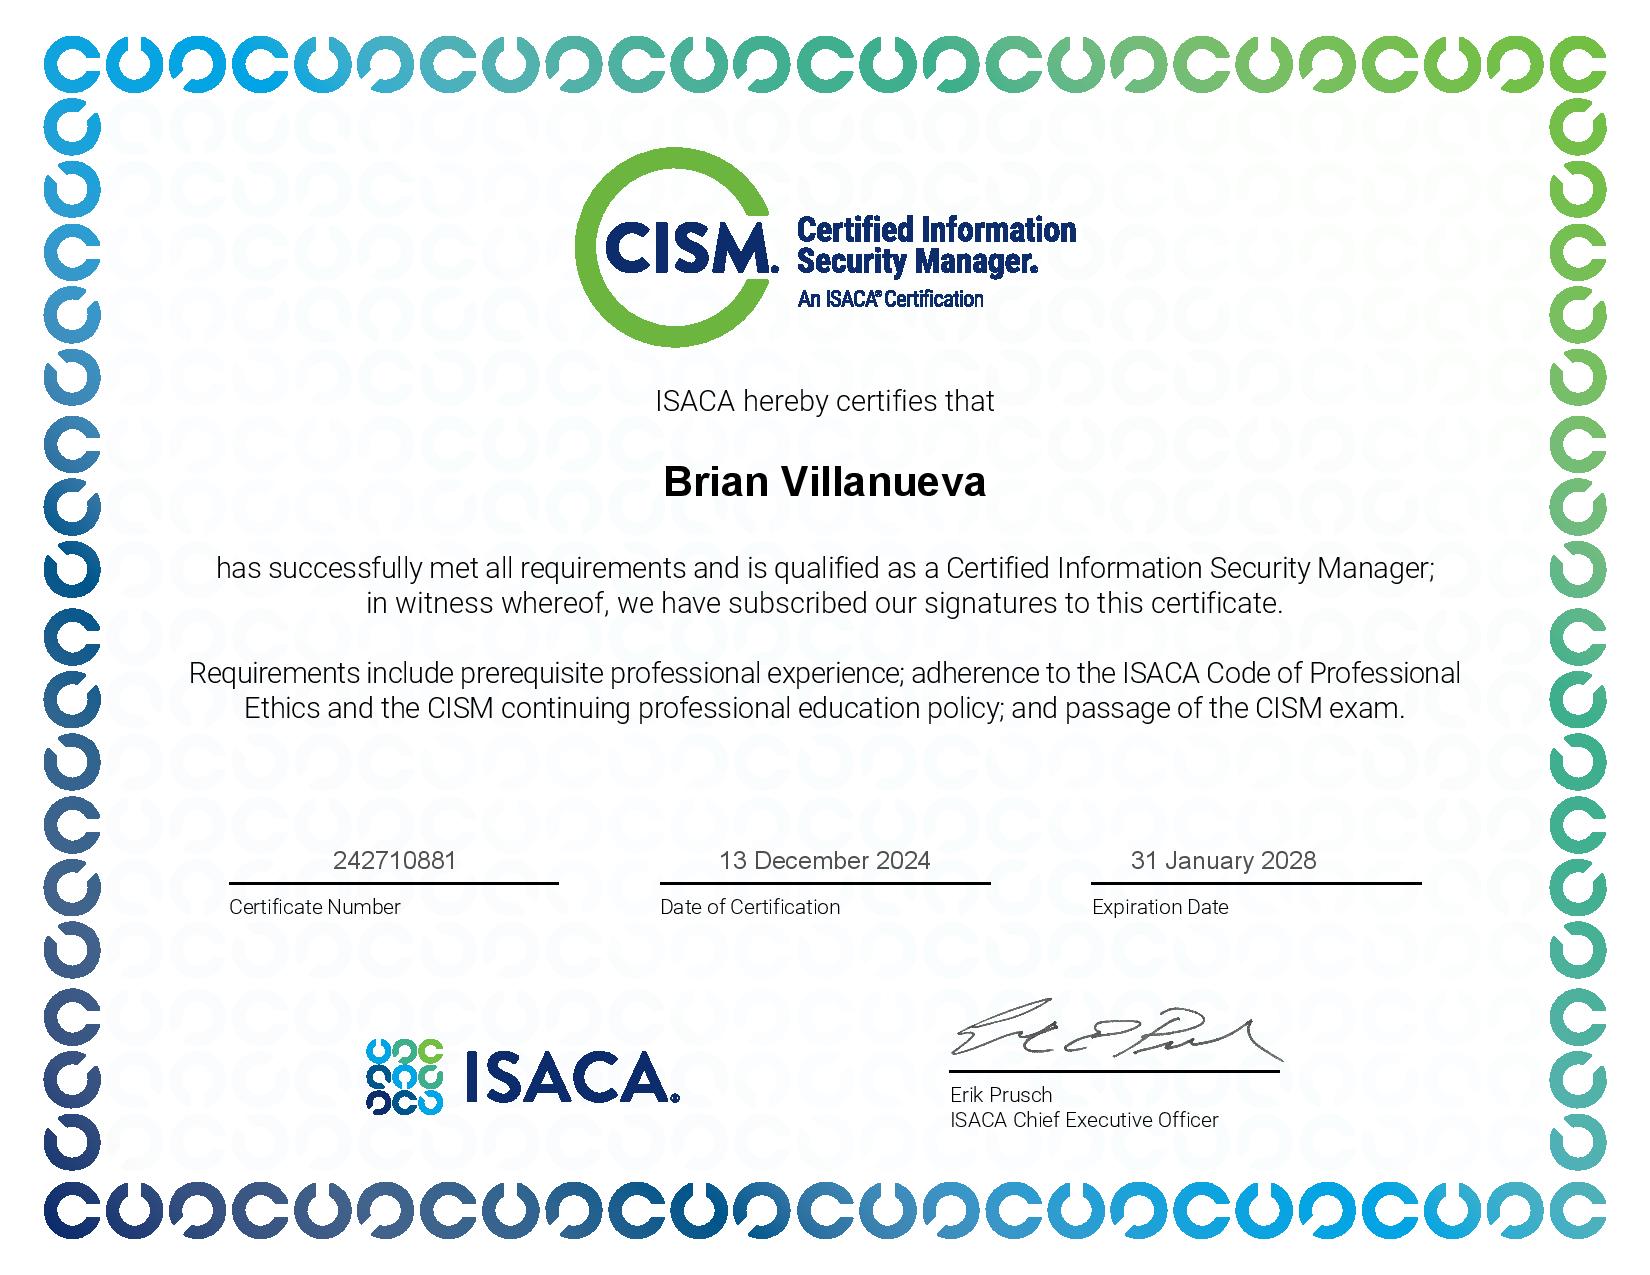 CISM.
Certified Information
Security Manager.
An ISACA® Certification
ISACA hereby certifies that
Brian Villanueva
has successfully met all requirements and is qualified as a Certified Information Security Manager;
in witness whereof, we have subscribed our signatures to this certificate.
Requirements include prerequisite professional experience; adherence to the ISACA Code of Professional
Ethics and the CISM continuing professional education policy; and passage of the CISM exam.
242710881
Certificate Number
13 December 2024
Date of Certification
31 January 2028
Expiration Date
ISACA®
Erik Prusch
ISACA Chief Executive Officer